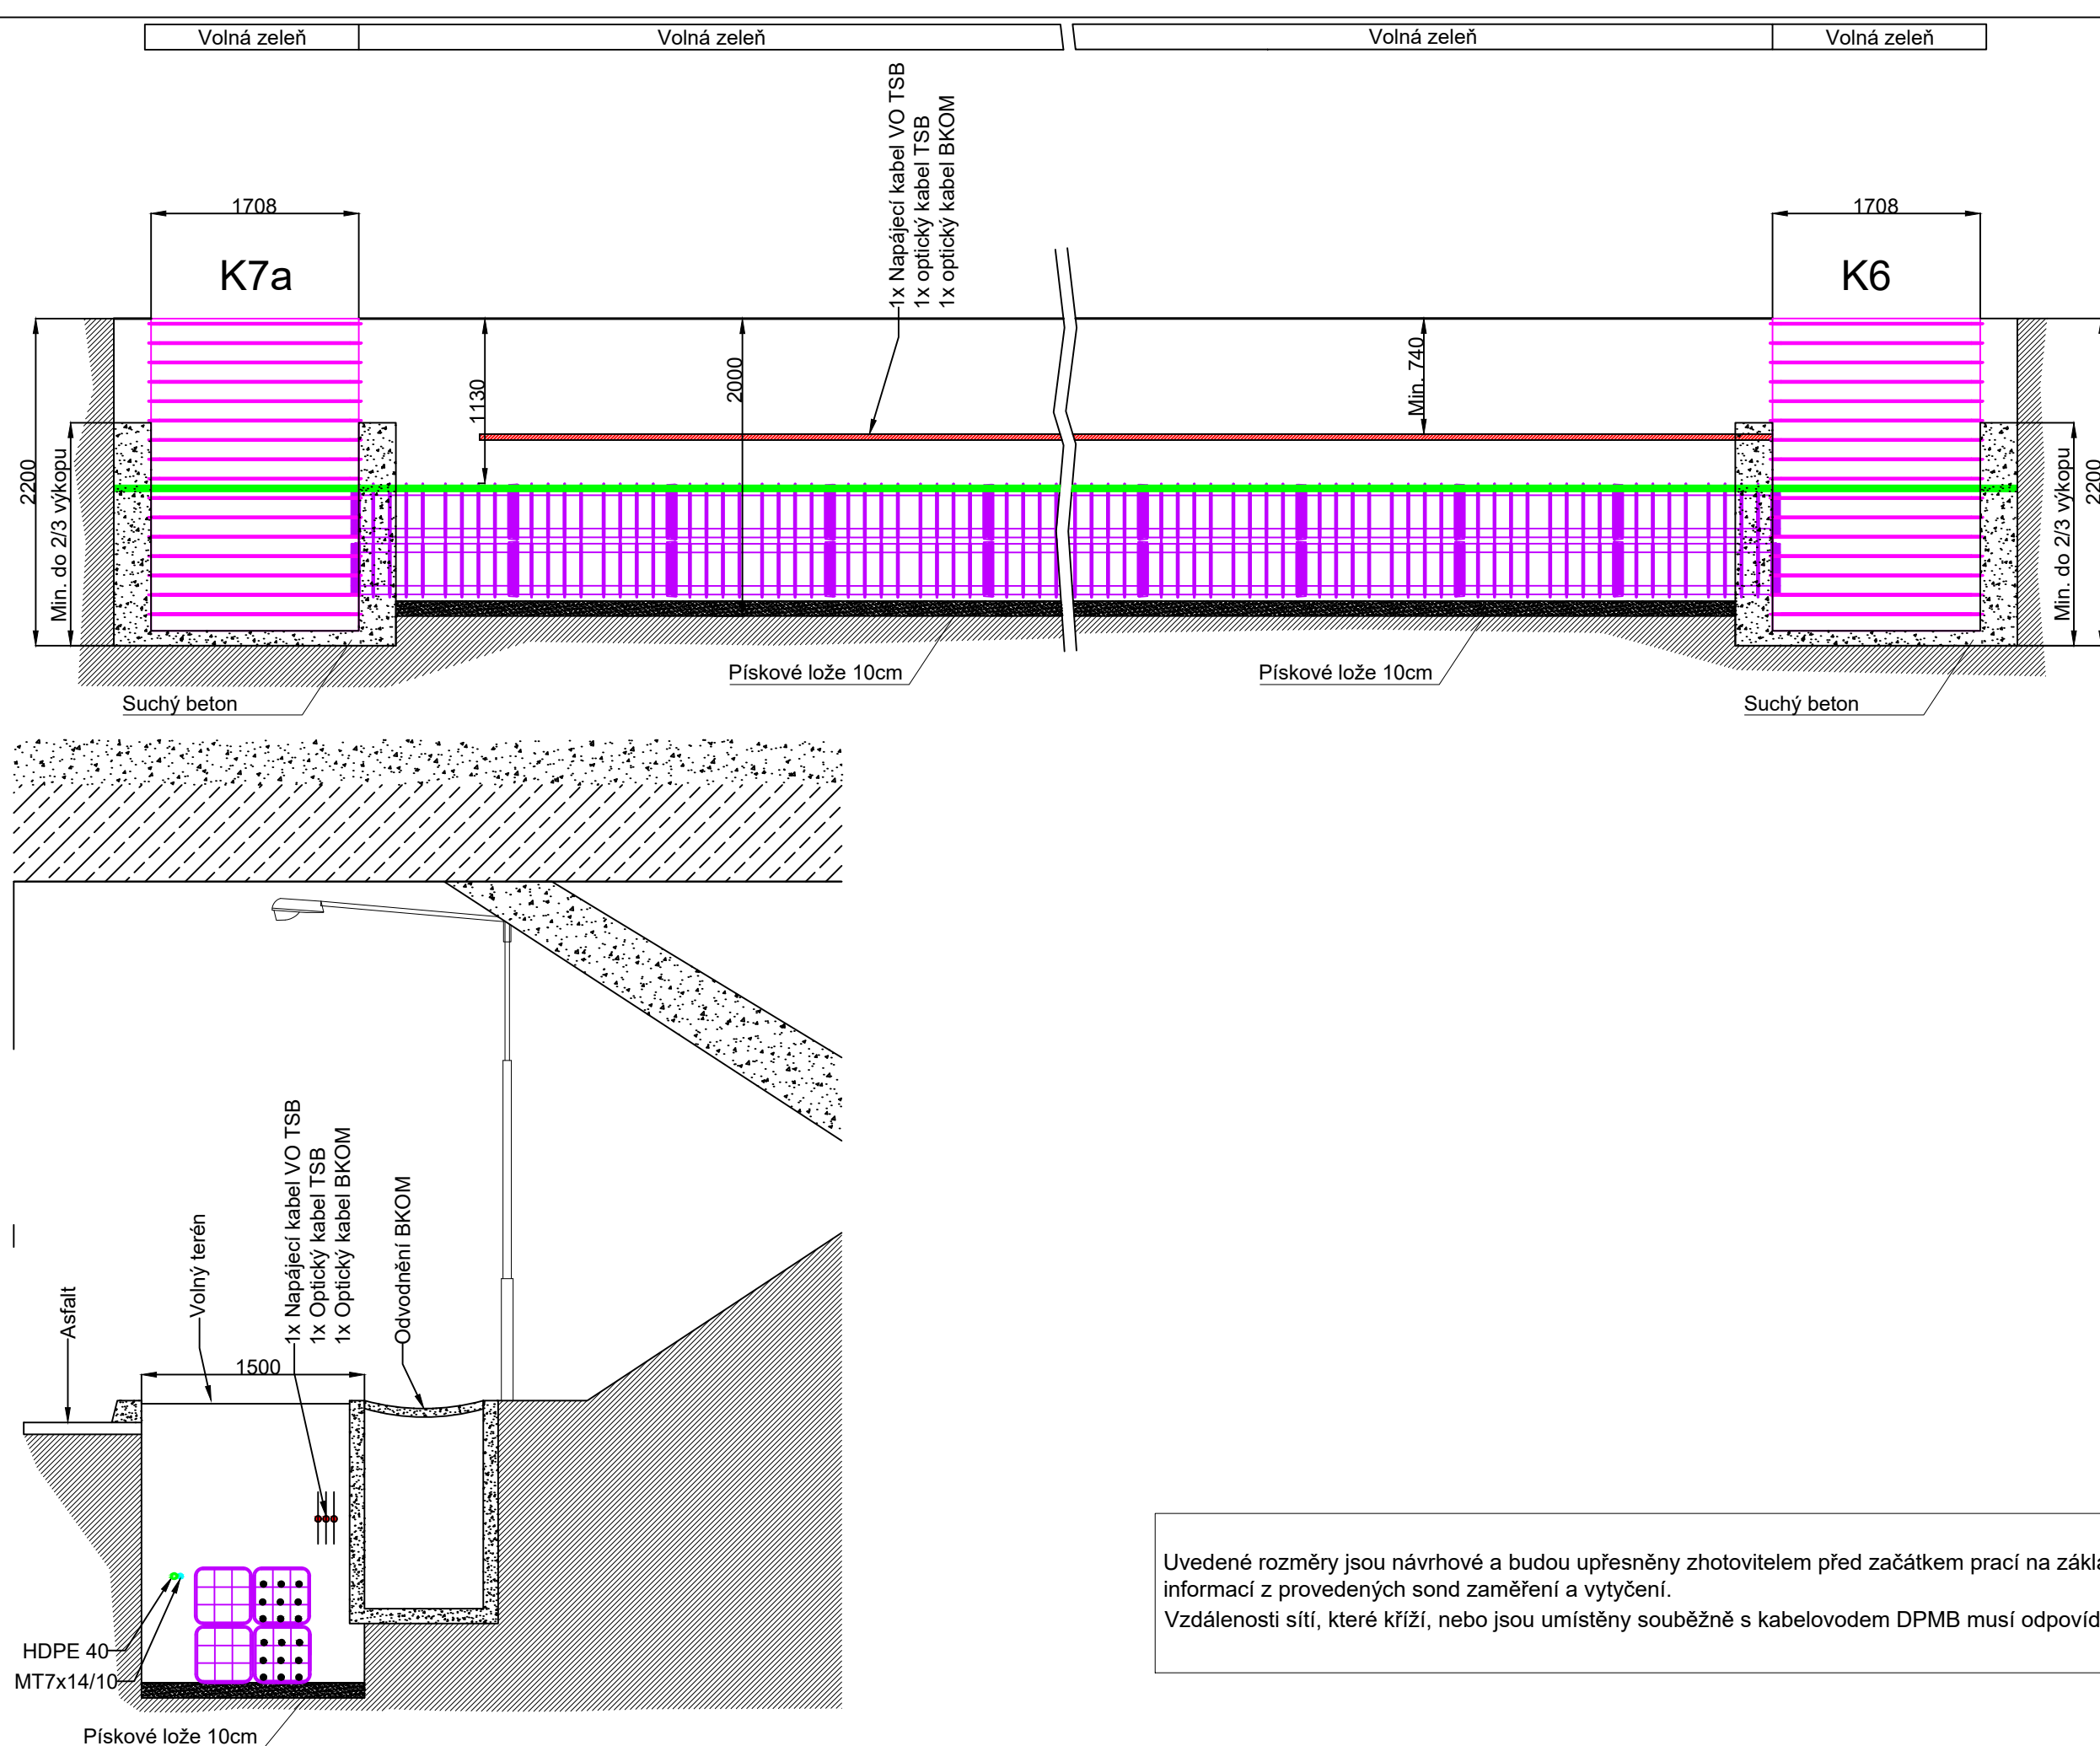 Volná zeleň
Volná zeleň
Volná zeleň
Volná zeleň
1x Napájecí kabel VO TSB
1x optický kabel TSB
1x optický kabel BKOM
1708
1708
K7a
K6
2200
Min. do 2/3 výkopu
1130
2000
Min. 740
Min. do 2/3 výkopu
2200
Pískové lože 10cm
Pískové lože 10cm
Suchý beton
Suchý beton
1x Napájecí kabel VO TSB
1x Optický kabel TSB
1x Optický kabel BKOM
Odvodnění BKOM
Volný terén
Asfalt
1500
HDPE 40
MT7x14/10
Pískové lože 10cm
Uvedené rozměry jsou návrhové a budou upřesněny zhotovitelem před začátkem prací na
informací z provedených sond zaměření a vytyčení.
Vzdálenosti sítí, které kříží, nebo jsou umístěny souběžně s kabelovodem DPMB musí